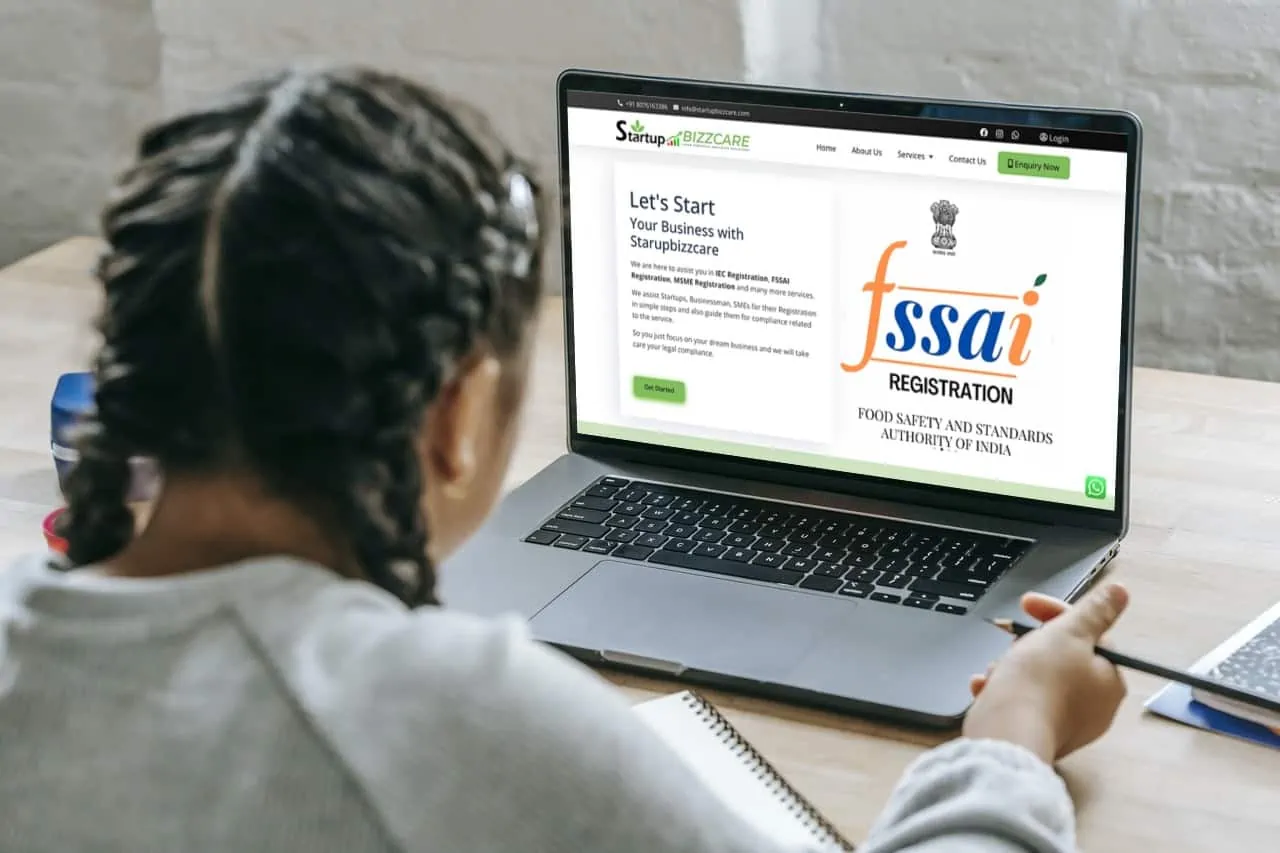 +91 8076163386 info@startupbizzcare.com
Login
Startup BIZZCARE
Home About Us Services Contact Us Enquiry Now
Let's Start
Your Business with
Starupbizzcare
We are here to assist you in IEC Registration, FSSAI
Registration, MSME Registration and many more services.
We assist Startups, Businessman, SMEs for their Registration
in simple steps and also guide them for compliance related
to the service.
So you just focus on your dream business and we will take
care your legal compliance.
Get Started
fssai
REGISTRATION
FOOD SAFETY AND STANDARDS
AUTHORITY OF INDIA